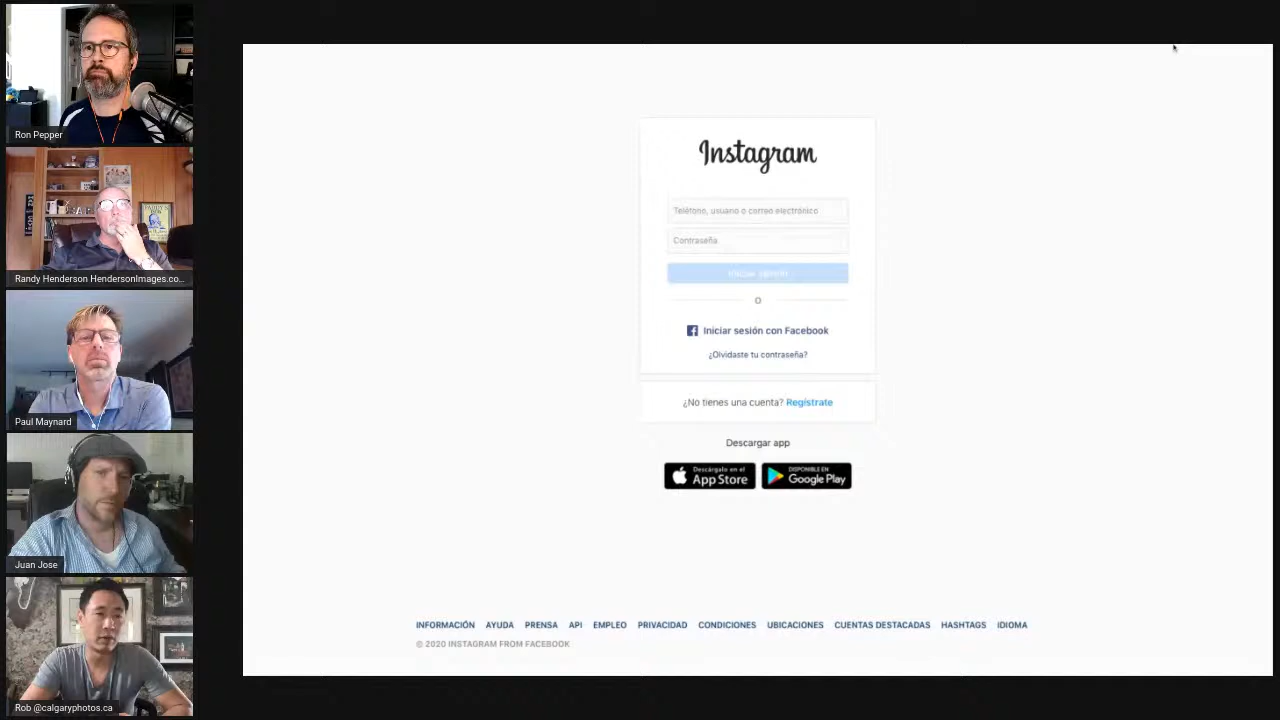 Ron Pepper
Randy Henderson HendersonImages.co...
Paul Maynard
Juan Jose
Rob @calgaryphotos.ca
Instagram
Teléfono, usuario o correo electrónico
Contraseña
Iniciar sesión
O
Iniciar sesión con Facebook
¿Olvidaste tu contraseña?
¿No tienes una cuenta? Regístrate
Descargar app
Descárgalo en el
App Store
DISPONIBLE EN
Google Play
INFORMACIÓN AYUDA PRENSA API EMPLEO PRIVACIDAD CONDICIONES UBICACIONES CUENTAS DESTACADAS HASHTAGS IDIOMA
© 2020 INSTAGRAM FROM FACEBOOK